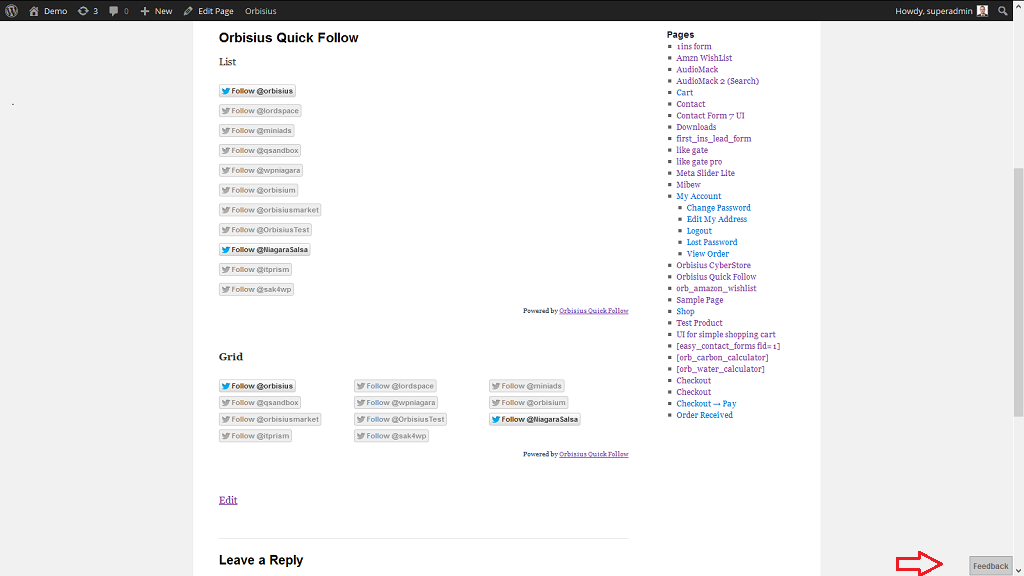 Demo 3 0 New Edit Page Orbisius Howdy, superadmin
Orbisius Quick Follow
List
Follow @orbisius
Follow @lordspace
Follow @miniads
Follow @qsandbox
Follow @wpniagara
Follow @orbisium
Follow @orbisiusmarket
Follow @OrbisiusTest
Follow @NiagaraSalsa
Follow @itprism
Follow @sak4wp
Powered by Orbisius Quick Follow
Grid
Follow @orbisius Follow @lordspace Follow @miniads
Follow @qsandbox Follow @wpniagara Follow @orbisium
Follow @orbisiusmarket Follow @OrbisiusTest Follow @NiagaraSalsa
Follow @itprism Follow @sak4wp
Powered by Orbisius Quick Follow
Edit
Leave a Reply
Pages
1ins form
Amzn WishList
AudioMack
AudioMack 2 (Search)
Cart
Contact
Contact Form 7 UI
Downloads
first_ins_lead_form
like gate
like gate pro
Meta Slider Lite
Mibew
My Account
Change Password
Edit My Address
Logout
Lost Password
View Order
Orbisius CyberStore
Orbisius Quick Follow
orb_amazon_wishlist
Sample Page
Shop
Test Product
UI for simple shopping cart
[easy_contact_forms fid=1]
[orb_carbon_calculator]
[orb_water_calculator]
Checkout
Checkout
Checkout → Pay
Order Received
Feedback